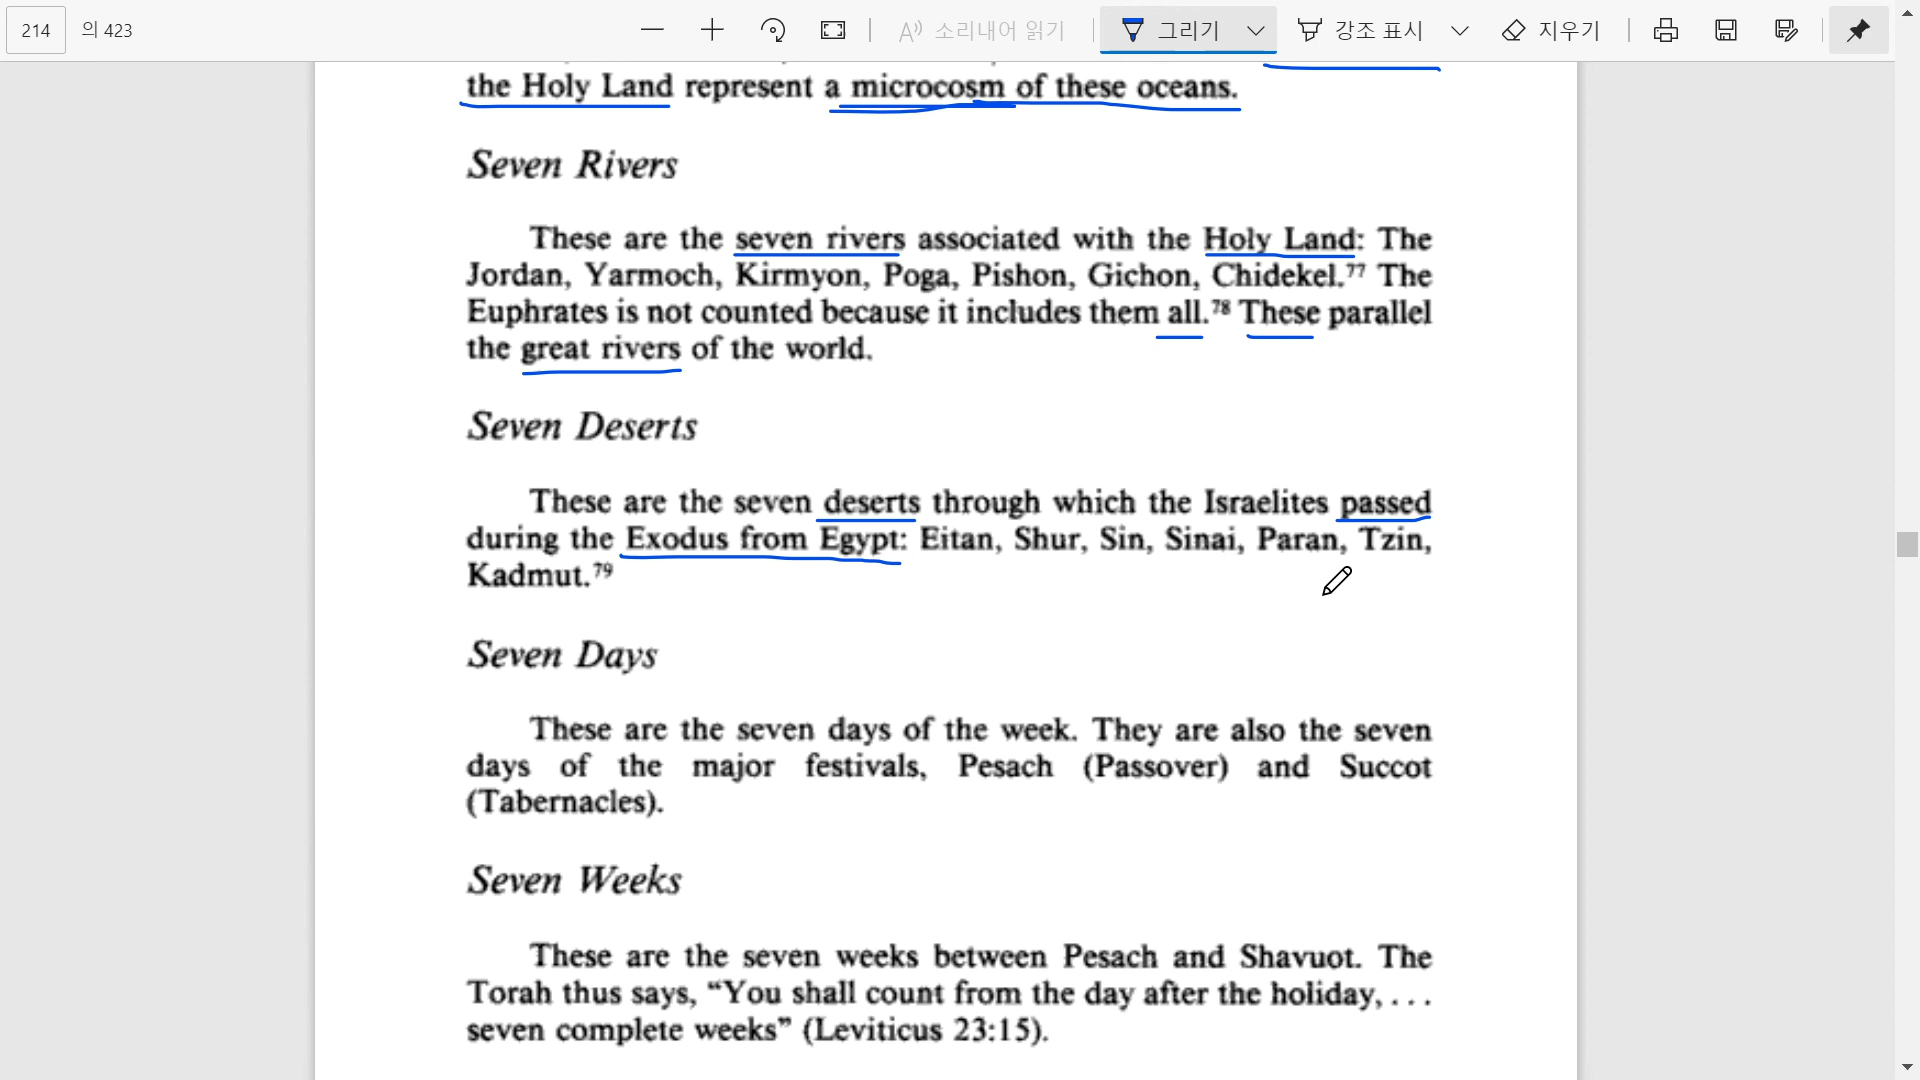 214 의 423 소리내어 읽기 그리기 강조 표시 지우기
the Holy Land represent a microcosm of these oceans.
Seven Rivers
These are the seven rivers associated with the Holy Land: The
Jordan, Yarmoch, Kirmyon, Poga, Pishon, Gichon, Chidekel.77 The
Euphrates is not counted because it includes them all.78 These parallel
the great rivers of the world.
Seven Deserts
These are the seven deserts through which the Israelites passed
during the Exodus from Egypt: Eitan, Shur, Sin, Sinai, Paran, Tzin,
Kadmut.79
Seven Days
These are the seven days of the week. They are also the seven
days of the major festivals, Pesach (Passover) and Succot
(Tabernacles).
Seven Weeks
These are the seven weeks between Pesach and Shavuot. The
Torah thus says, “You shall count from the day after the holiday, . . .
seven complete weeks” (Leviticus 23:15).